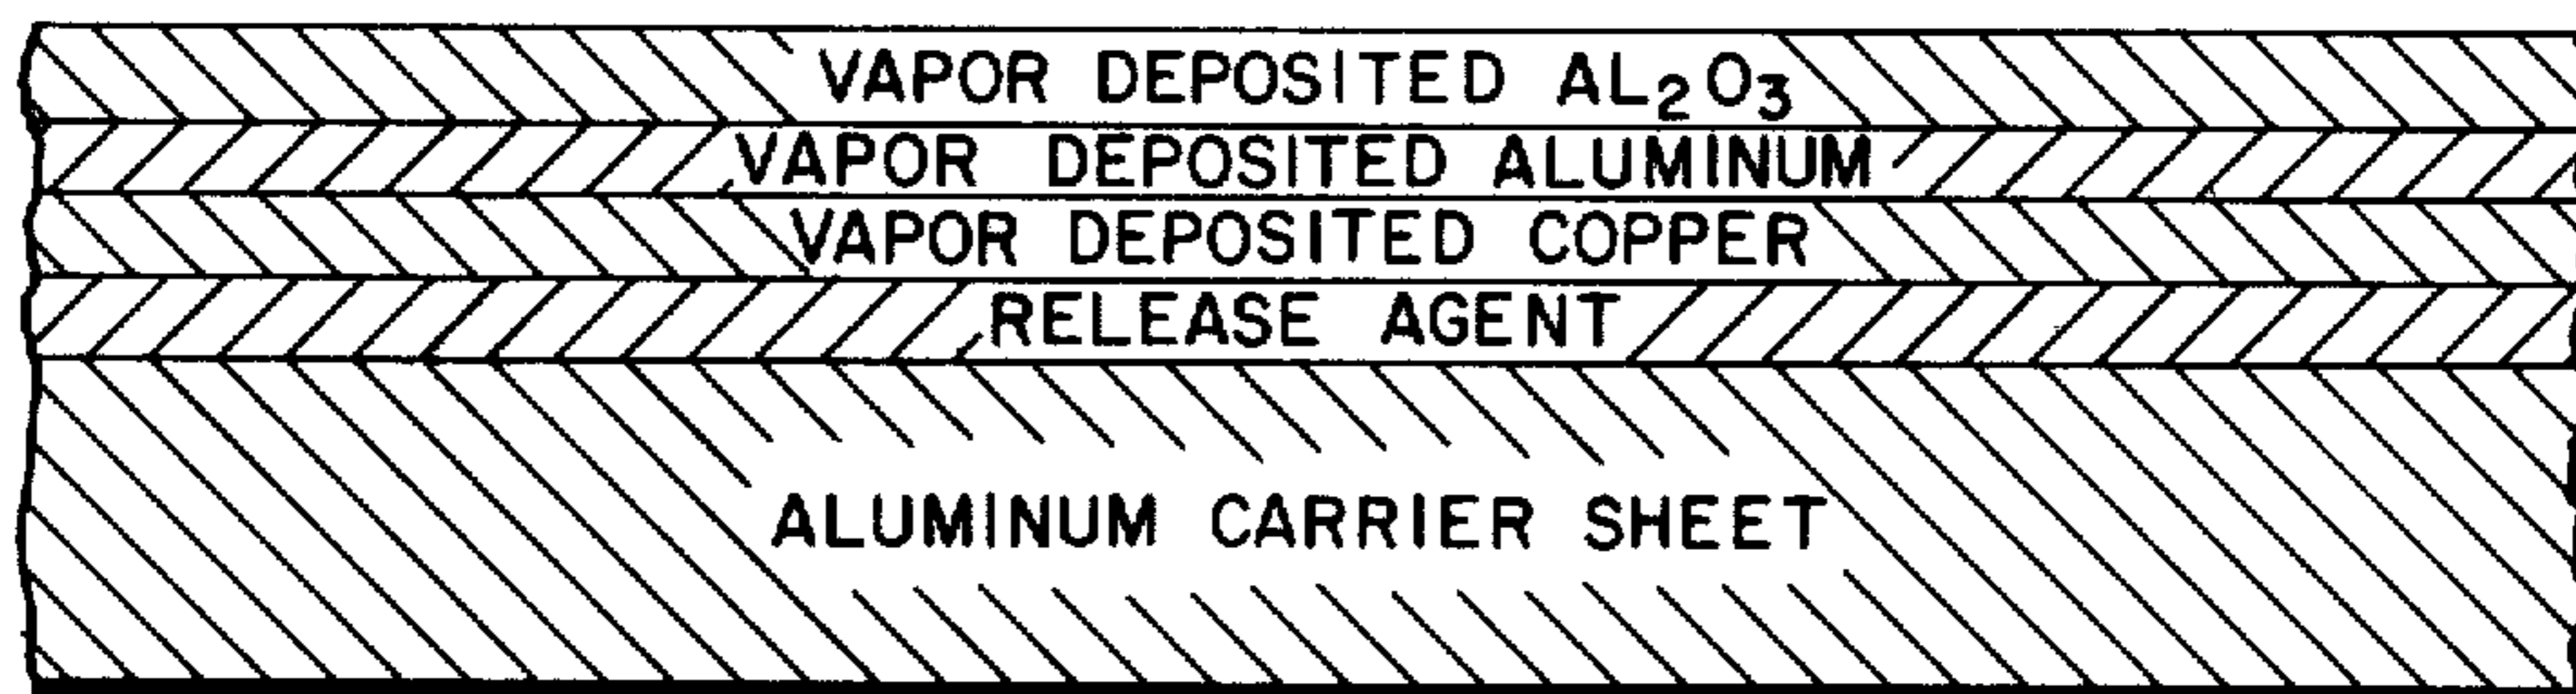 VAPOR DEPOSITED AL₂O₃
VAPOR DEPOSITED ALUMINUM
VAPOR DEPOSITED COPPER
RELEASE AGENT
ALUMINUM CARRIER SHEET